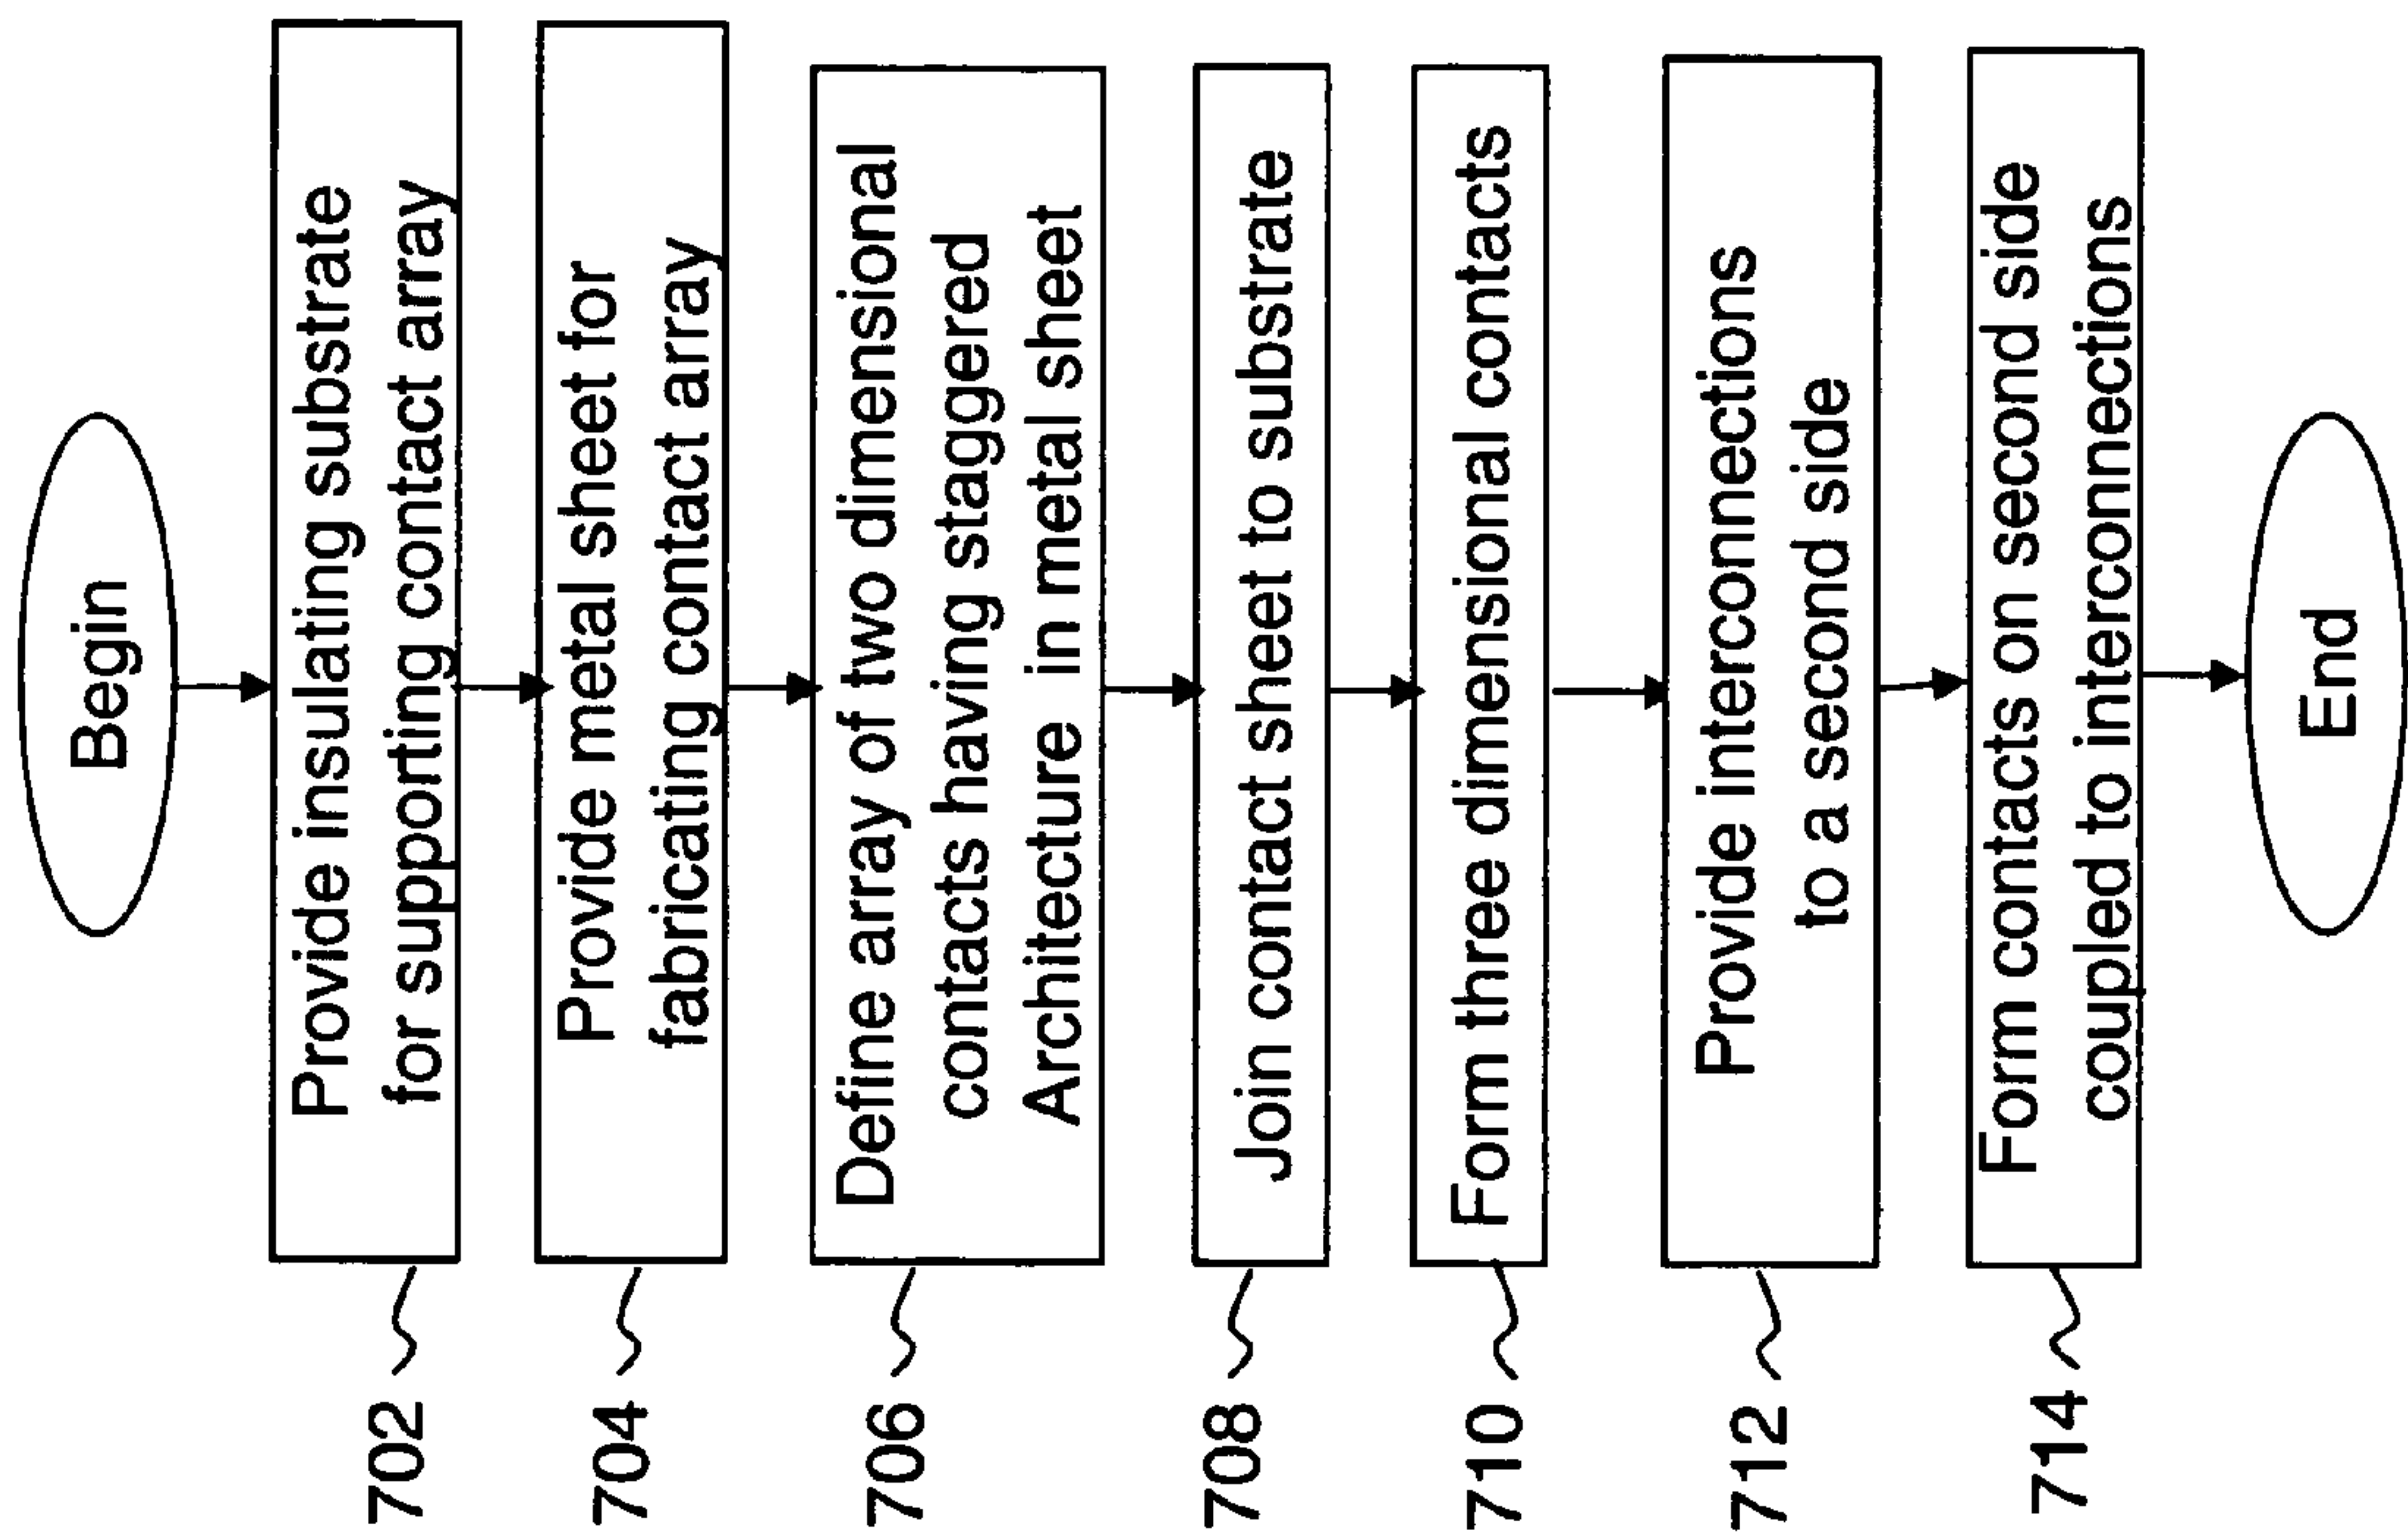 Begin
702
Provide insulating substrate
for supporting contact array
704
Provide metal sheet for
fabricating contact array
706
Define array of two dimensional
contacts having staggered
Architecture in metal sheet
708
Join contact sheet to substrate
710
Form three dimensional contacts
712
Provide interconnections
to a second side
714
Form contacts on second side
coupled to interconnections
End